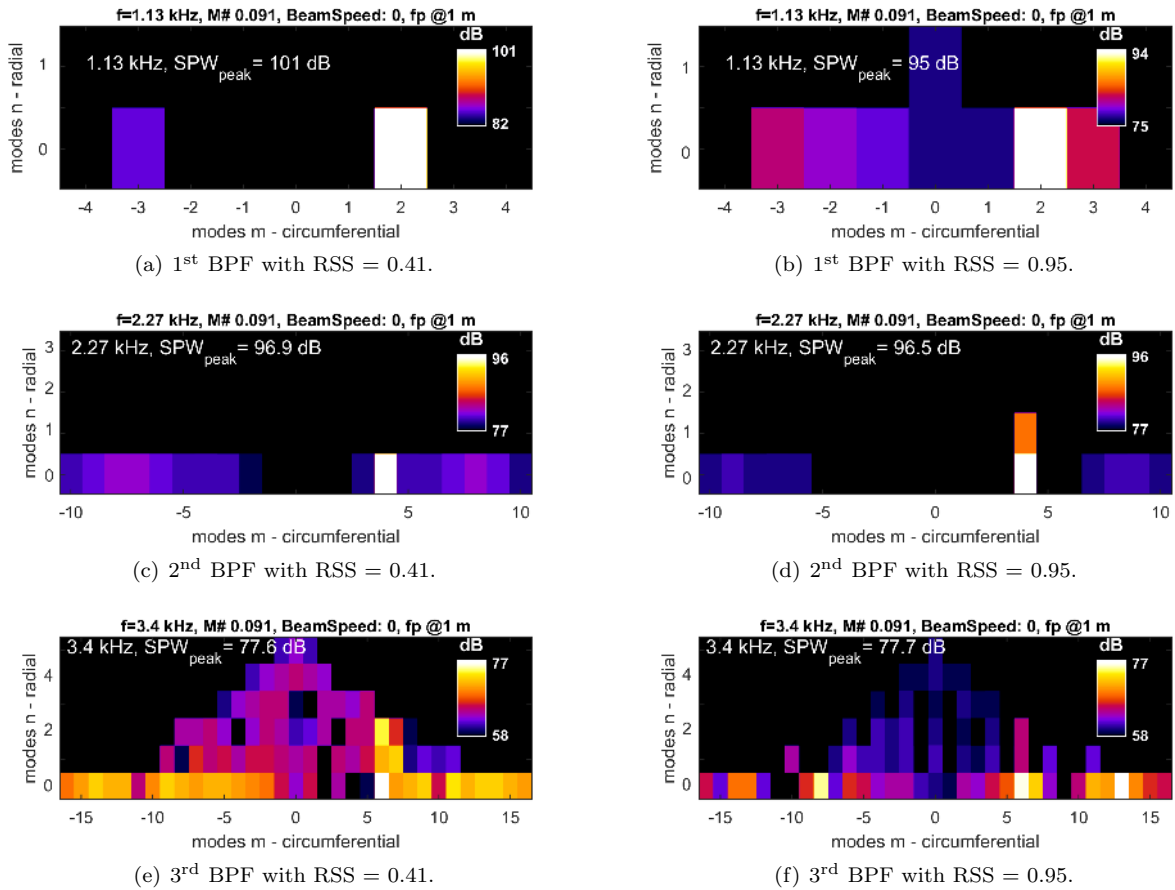 f=1.13 kHz, M# 0.091, BeamSpeed: 0, fp @1 m
dB
1.13 kHz, SPWpeak= 101 dB
101
82
modes n - radial
1
0
-4 -3 -2 -1 0 1 2 3 4
modes m - circumferential
(a) 1st BPF with RSS = 0.41.
f=1.13 kHz, M# 0.091, BeamSpeed: 0, fp @1 m
dB
1.13 kHz, SPWpeak= 95 dB
94
75
modes n - radial
1
0
-4 -3 -2 -1 0 1 2 3 4
modes m - circumferential
(b) 1st BPF with RSS = 0.95.
f=2.27 kHz, M# 0.091, BeamSpeed: 0, fp @1 m
2.27 kHz, SPWpeak= 96.9 dB
dB
96
77
modes n - radial
3
2
1
0
-10 -5 0 5 10
modes m - circumferential
(c) 2nd BPF with RSS = 0.41.
f=2.27 kHz, M# 0.091, BeamSpeed: 0, fp @1 m
2.27 kHz, SPWpeak= 96.5 dB
dB
96
77
modes n - radial
3
2
1
0
-10 -5 0 5 10
modes m - circumferential
(d) 2nd BPF with RSS = 0.95.
f=3.4 kHz, M# 0.091, BeamSpeed: 0, fp @1 m
3.4 kHz, SPWpeak= 77.6 dB
dB
77
58
modes n - radial
4
2
0
-15 -10 -5 0 5 10 15
modes m - circumferential
(e) 3rd BPF with RSS = 0.41.
f=3.4 kHz, M# 0.091, BeamSpeed: 0, fp @1 m
3.4 kHz, SPWpeak= 77.7 dB
dB
77
58
modes n - radial
4
2
0
-15 -10 -5 0 5 10 15
modes m - circumferential
(f) 3rd BPF with RSS = 0.95.